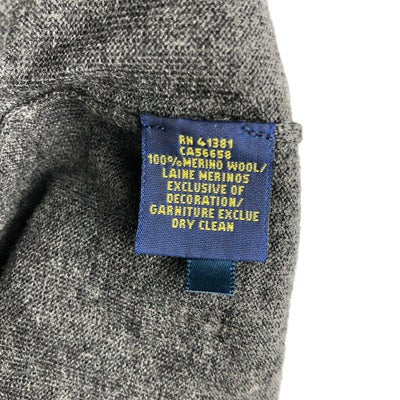 RN 41381
CA56658
100% MERINO WOOL/
LAINE MERINOS
EXCLUSIVE OF
DECORATION/
GARNITURE EXCLUE
DRY CLEAN